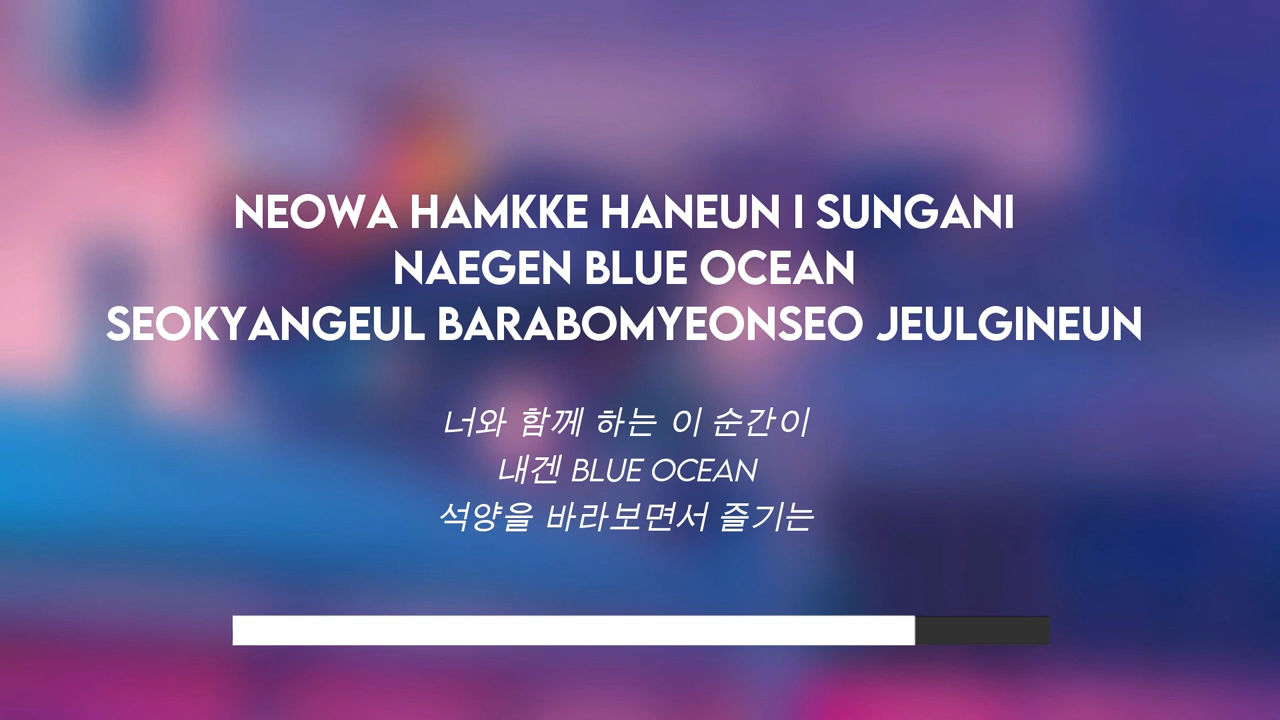 NEOWA HAMKKE HANEUN I SUNGANI
NAEGEN BLUE OCEAN
SEOKYANGEUL BARABOMYEONSEO JEULGINEUN
너와 함께 하는 이 순간이
내겐 BLUE OCEAN
석양을 바라보면서 즐기는